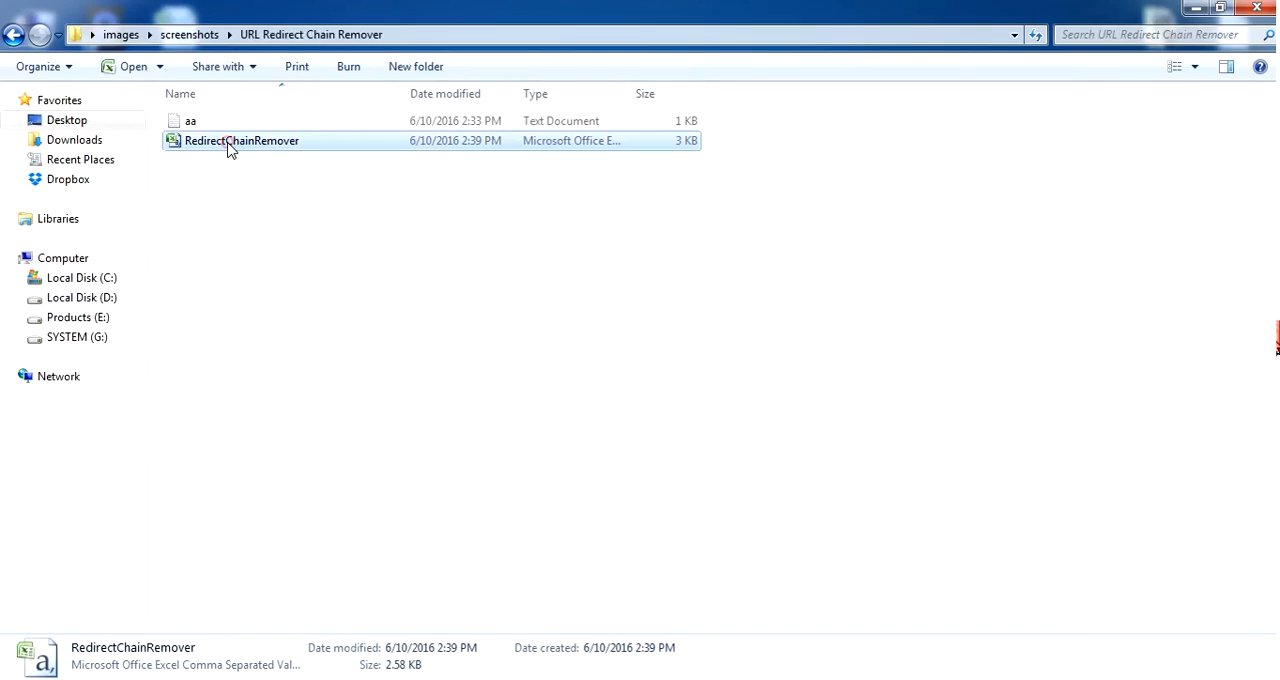 images screenshots URL Redirect Chain Remover Search URL Redirect Chain Remover
Organize Open Share with Print Burn New folder
Favorites
Desktop
Downloads
Recent Places
Dropbox
Libraries
Computer
Local Disk (C:)
Local Disk (D:)
Products (E:)
SYSTEM (G:)
Network
Name Date modified Type Size
aa 6/10/2016 2:33 PM Text Document 1 KB
RedirectChainRemover 6/10/2016 2:39 PM Microsoft Office E... 3 KB
RedirectChainRemover Date modified: 6/10/2016 2:39 PM Date created: 6/10/2016 2:39 PM
Microsoft Office Excel Comma Separated Val... Size: 2.58 KB